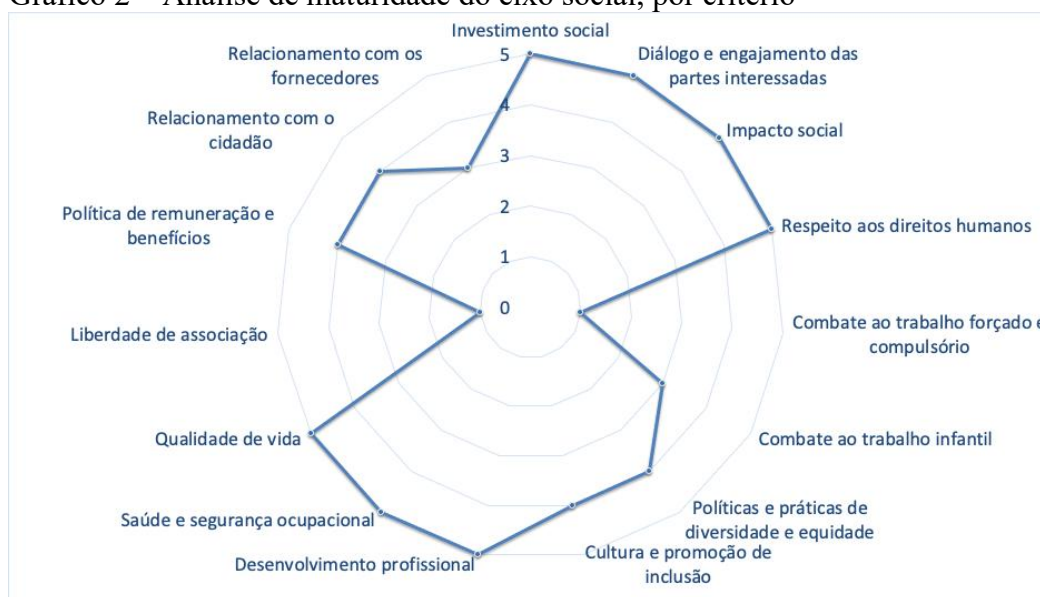 Gráfico 2 – Análise de maturidade do eixo social, por critério
Investimento social
Relacionamento com os
fornecedores
Diálogo e engajamento das
partes interessadas
Relacionamento com o
cidadão
Impacto social
Política de remuneração e
benefícios
Respeito aos direitos humanos
Liberdade de associação
Combate ao trabalho forçado e
compulsório
Qualidade de vida
Combate ao trabalho infantil
Saúde e segurança ocupacional
Políticas e práticas de
diversidade e equidade
Desenvolvimento profissional
Cultura e promoção de
inclusão
5
4
3
2
1
0